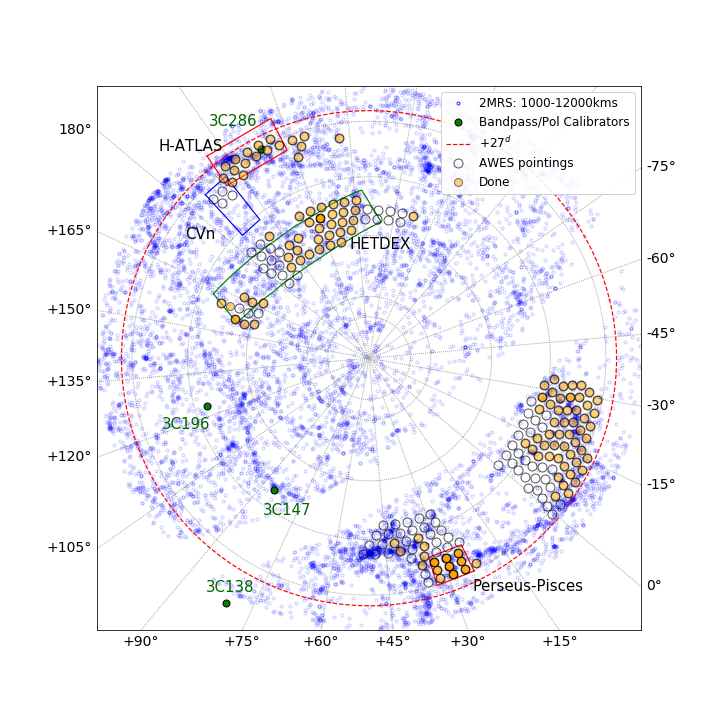 2MRS: 1000-12000kms
Bandpass/Pol Calibrators
+27ᵈ
AWES pointings
Done
3C286
H-ATLAS
CVn
HETDEX
3C196
3C147
3C138
Perseus-Pisces
180°
+165°
+150°
+135°
+120°
+105°
-75°
-60°
-45°
-30°
-15°
0°
+90°
+75°
+60°
+45°
+30°
+15°